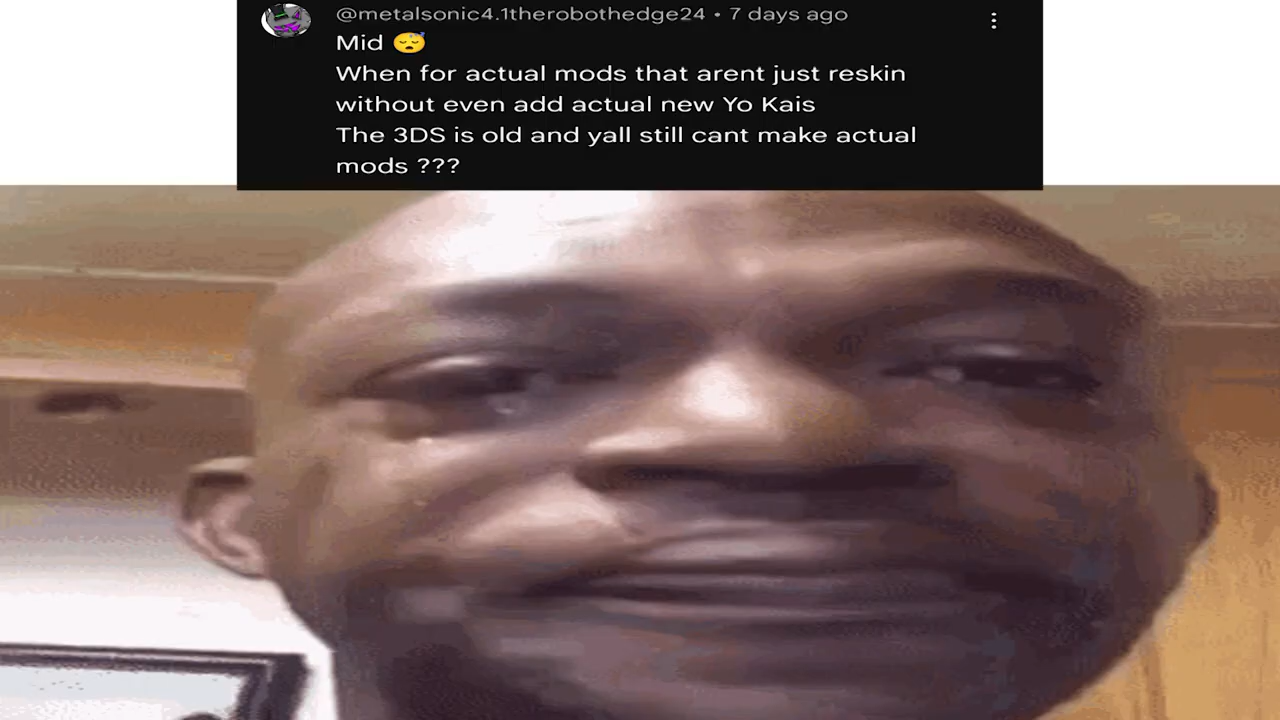 @metalsonic4.1therobothedge24 • 7 days ago
Mid 😴
When for actual mods that arent just reskin
without even add actual new Yo Kais
The 3DS is old and yall still cant make actual
mods ???